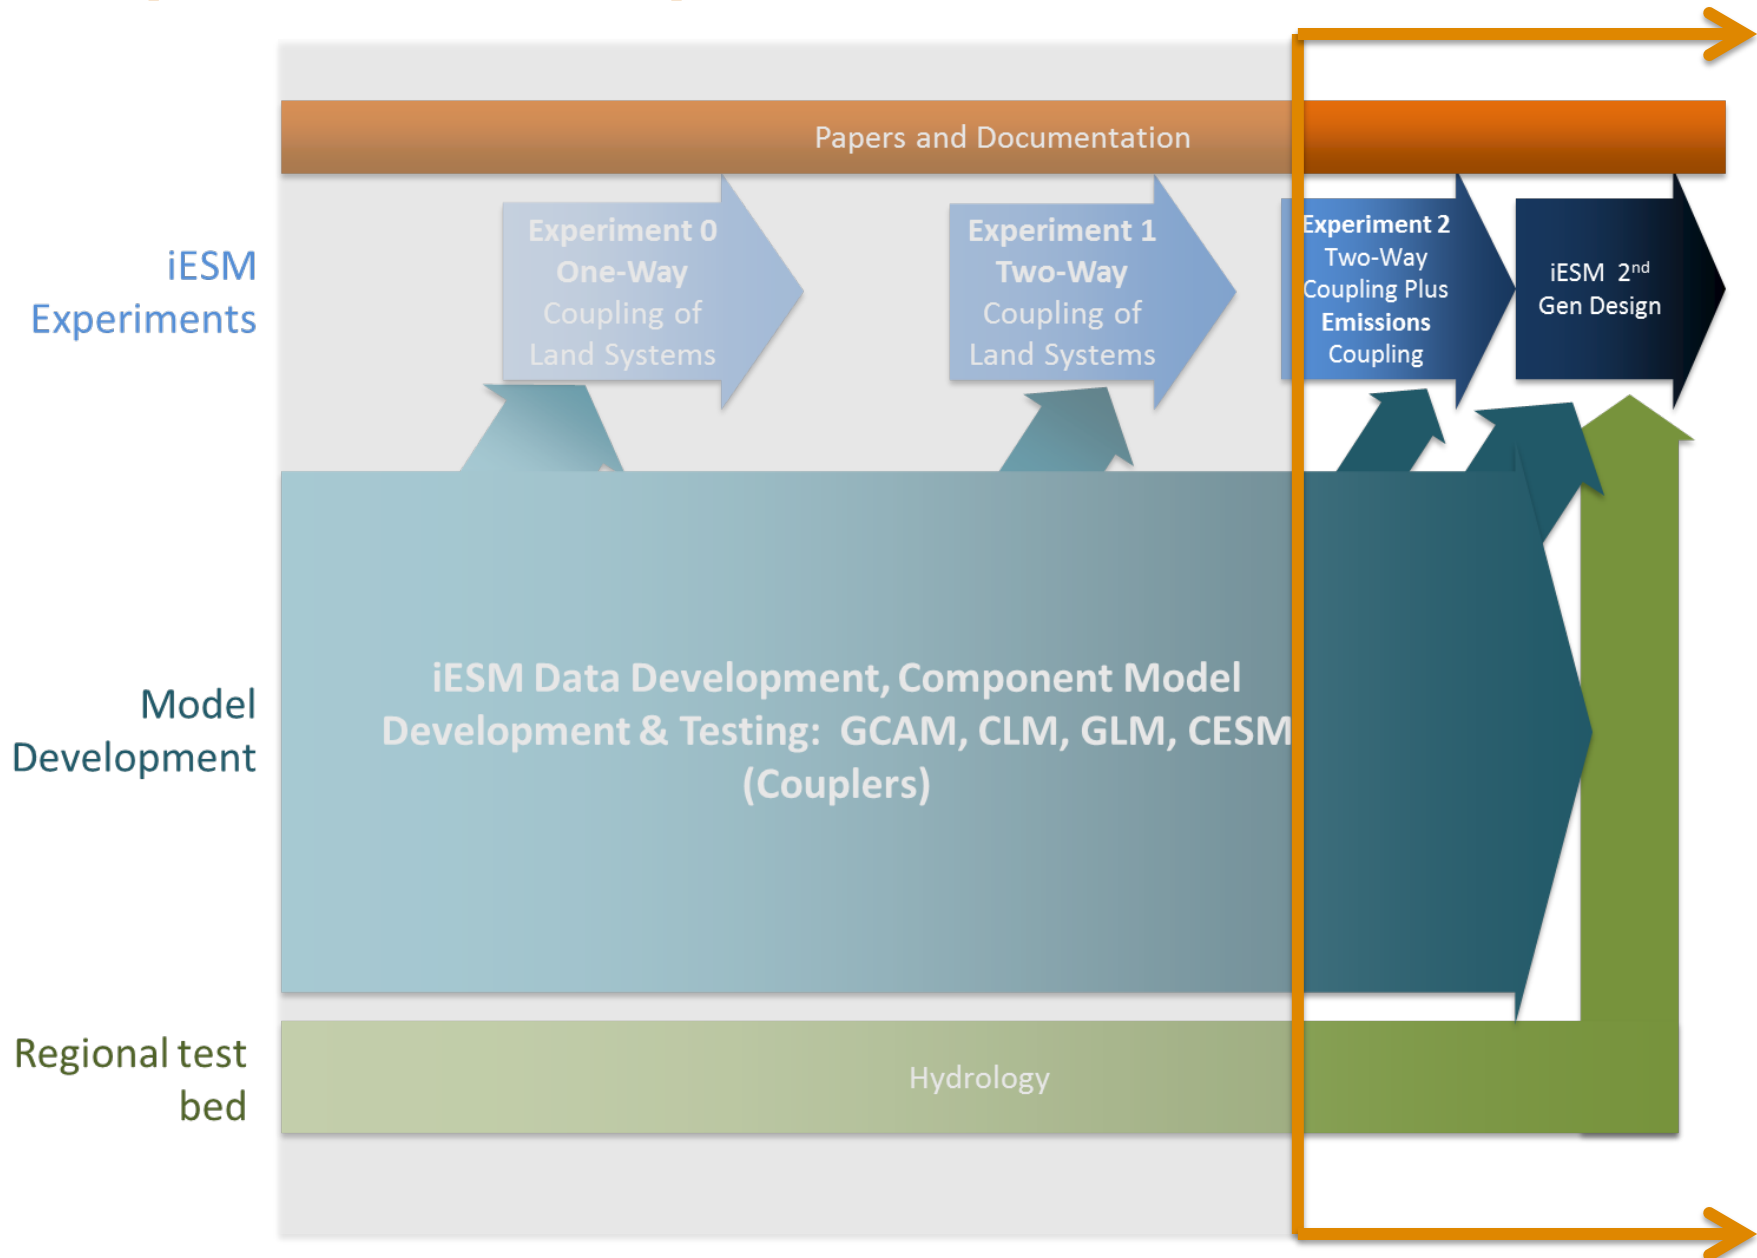 Papers and Documentation
iESM
Experiments
Experiment 0
One-Way
Coupling of
Land Systems
Experiment 1
Two-Way
Coupling of
Land Systems
Experiment 2
Two-Way
Coupling Plus
Emissions
Coupling
iESM 2nd
Gen Design
Model
Development
iESM Data Development, Component Model
Development & Testing: GCAM, CLM, GLM, CESM
(Couplers)
Regional test
bed
Hydrology